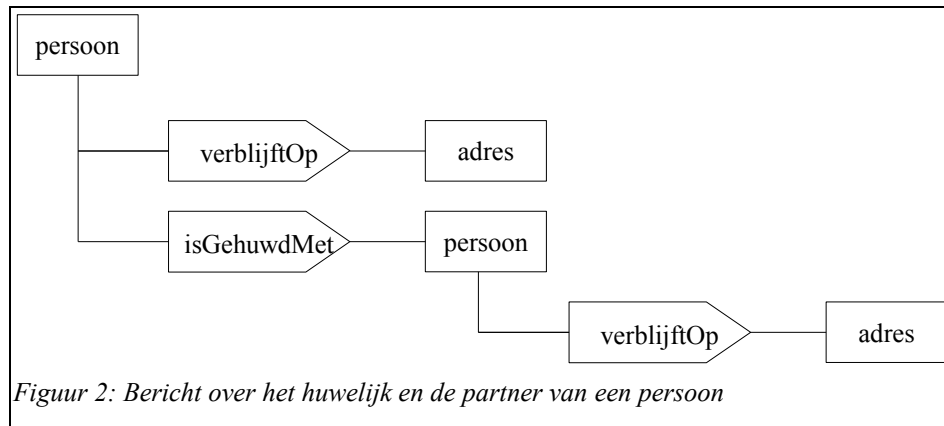 persoon
verblijftOp
adres
isGehuwdMet
persoon
verblijftOp
adres
Figuur 2: Bericht over het huwelijk en de partner van een persoon